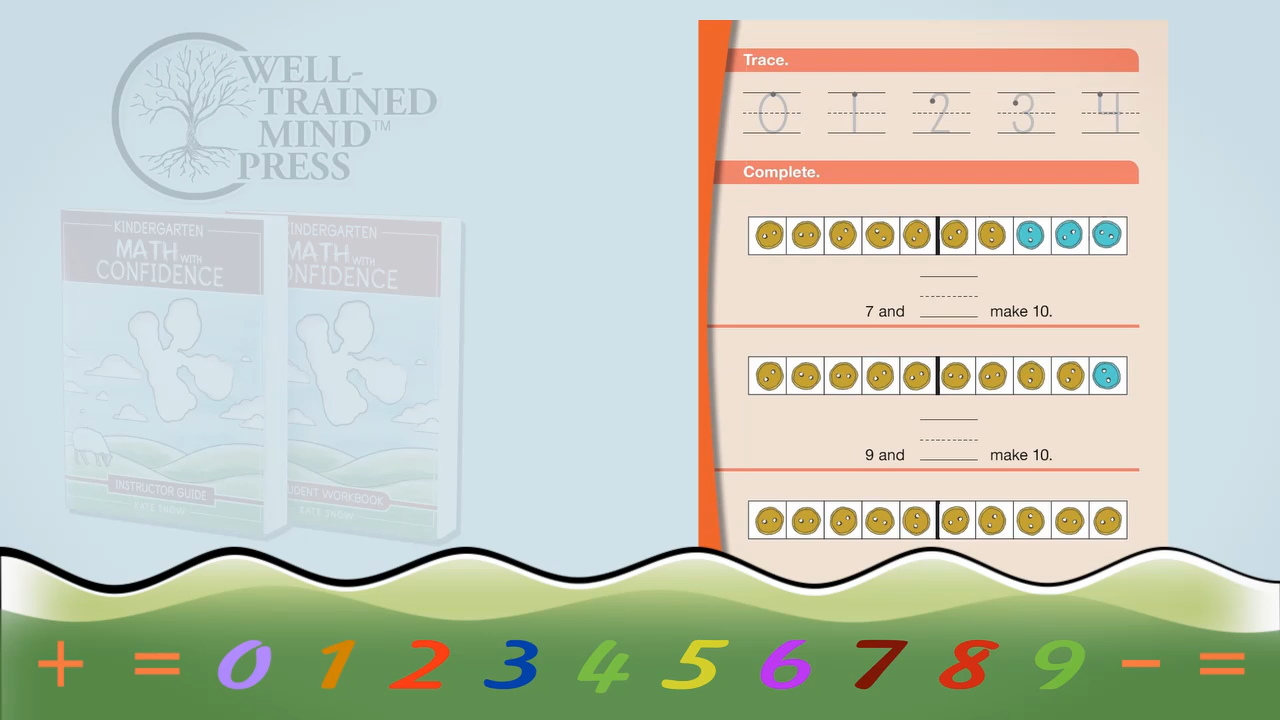 WELL-
TRAINED
MIND™
PRESS
KINDERGARTEN
MATH WITH
CONFIDENCE
INSTRUCTOR GUIDE
KATE SNOW
KINDERGARTEN
MATH WITH
CONFIDENCE
STUDENT WORKBOOK
KATE SNOW
Trace.
0 1 2 3 4
Complete.
7 and make 10.
9 and make 10.
+ = 0 1 2 3 4 5 6 7 8 9 − =